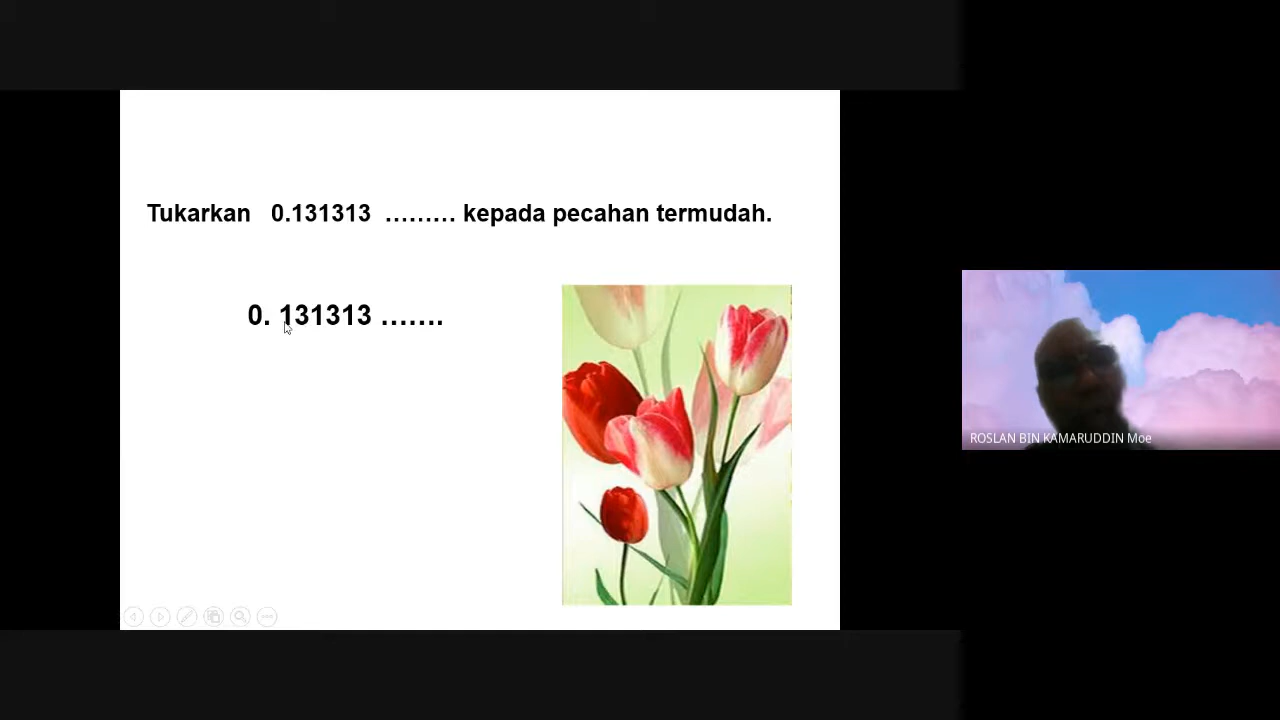 Tukarkan 0.131313 ……… kepada pecahan termudah.
0. 131313 …….
ROSLAN BIN KAMARUDDIN Moe